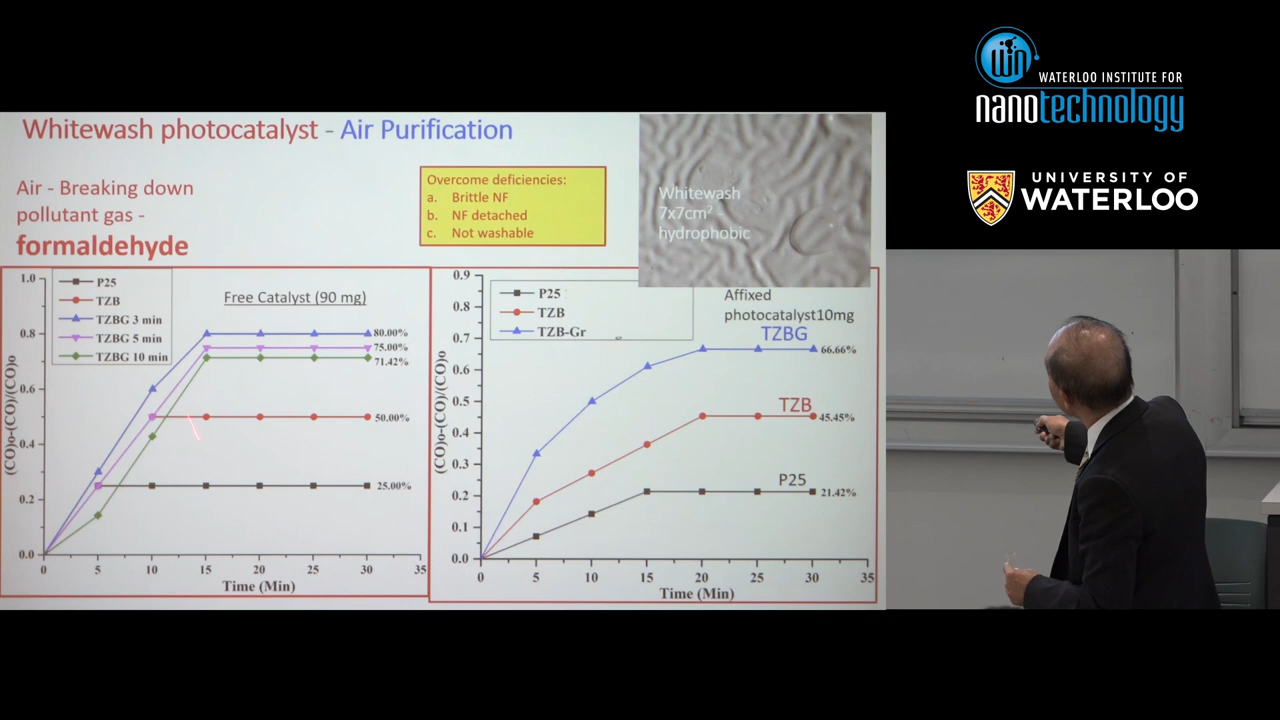 WATERLOO INSTITUTE FOR
nanotechnology
UNIVERSITY OF
WATERLOO
Whitewash photocatalyst - Air Purification
Air - Breaking down
pollutant gas -
formaldehyde
Overcome deficiencies:
a. Brittle NF
b. NF detached
c. Not washable
Whitewash
7x7cm²
hydrophobic
P25
TZB
TZBG 3 min
TZBG 5 min
TZBG 10 min
Free Catalyst (90 mg)
80.00%
75.00%
71.42%
50.00%
25.00%
(CO)o-(CO)/(CO)o
1.0
0.8
0.6
0.4
0.2
0.0
0 5 10 15 20 25 30 35
Time (Min)
P25
TZB
TZB-Gr
Affixed
photocatalyst10mg
TZBG
66.66%
TZB
45.45%
P25
21.42%
(CO)o-(CO)/(CO)o
0.9
0.8
0.7
0.6
0.5
0.4
0.3
0.2
0.1
0.0
0 5 10 15 20 25 30 35
Time (Min)